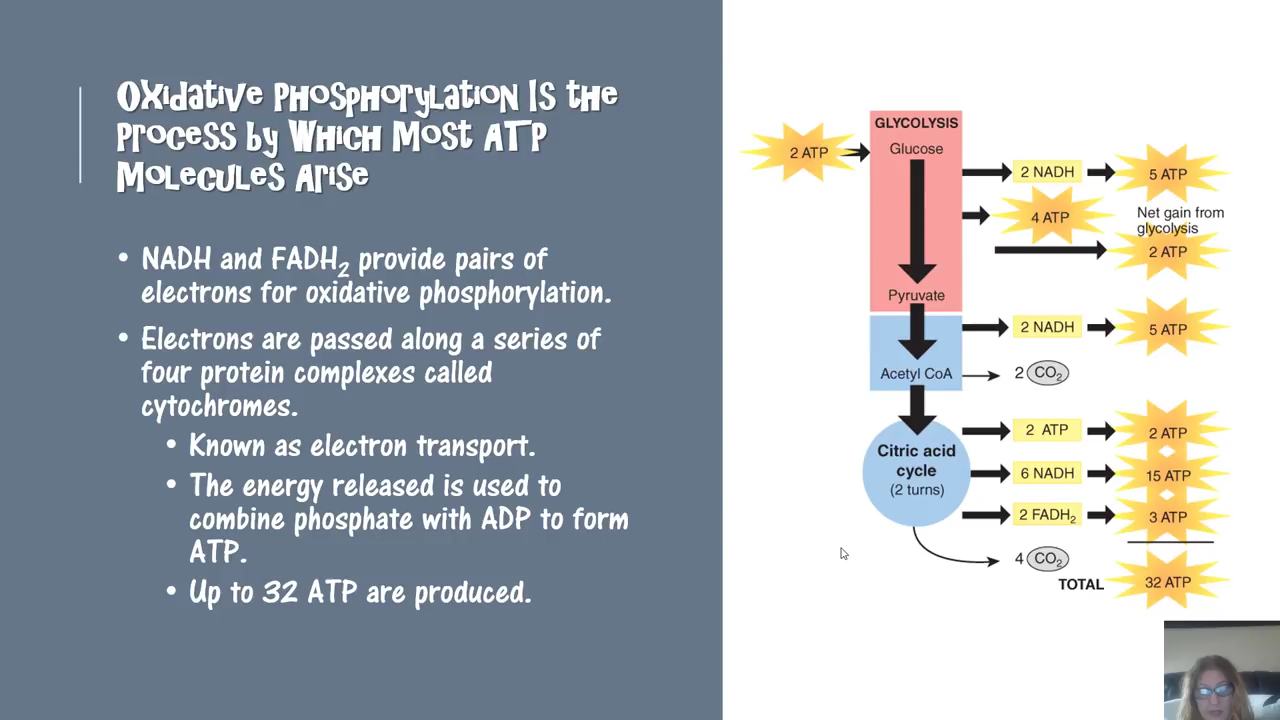 Oxidative Phosphorylation Is the
Process by Which Most ATP
Molecules Arise
• NADH and FADH₂ provide pairs of
electrons for oxidative phosphorylation.
• Electrons are passed along a series of
four protein complexes called
cytochromes.
• Known as electron transport.
• The energy released is used to
combine phosphate with ADP to form
ATP.
• Up to 32 ATP are produced.
GLYCOLYSIS
2 ATP
Glucose
2 NADH
5 ATP
4 ATP
Net gain from
glycolysis
2 ATP
Pyruvate
2 NADH
5 ATP
Acetyl CoA
2 CO₂
Citric acid
cycle
(2 turns)
2 ATP
2 ATP
6 NADH
15 ATP
2 FADH₂
3 ATP
4 CO₂
TOTAL
32 ATP